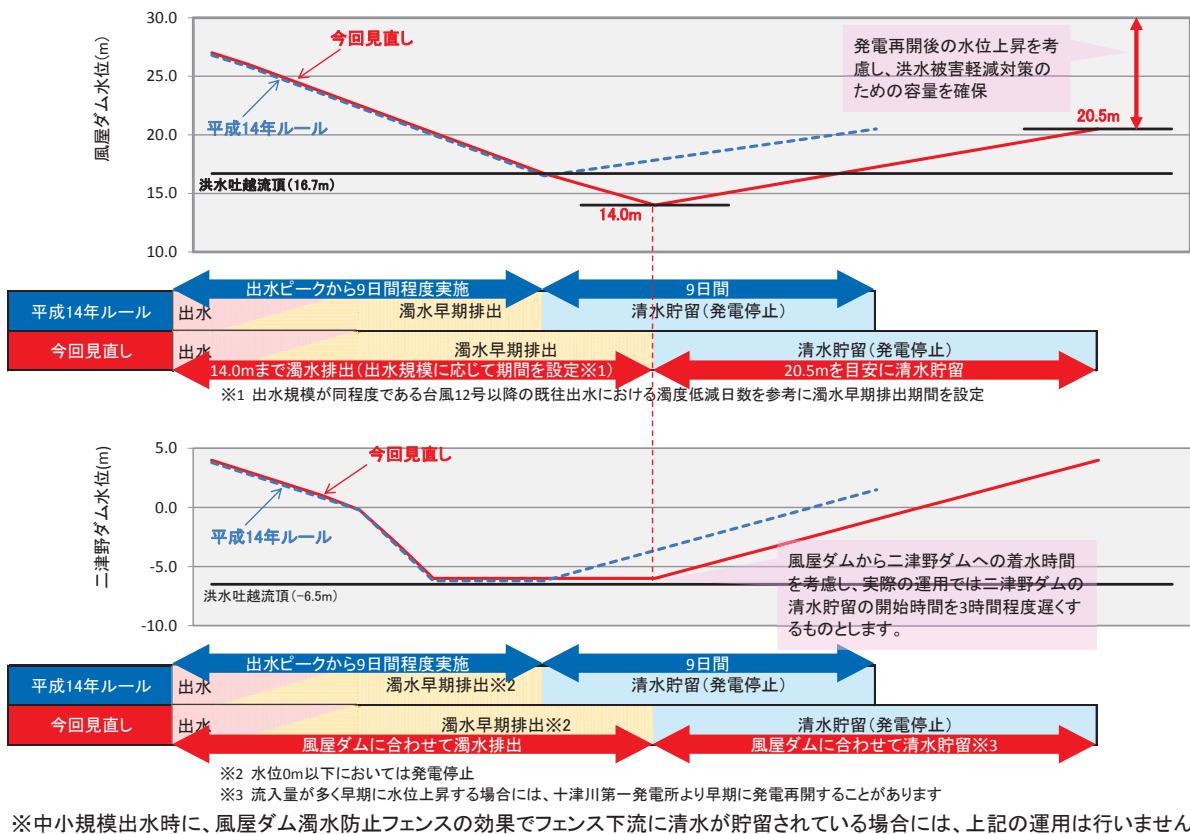 風屋ダム水位(m)
30.0
25.0
20.0
15.0
10.0
今回見直し
平成14年ルール
発電再開後の水位上昇を考
慮し、洪水被害軽減対策の
ための容量を確保
20.5m
洪水吐越流頂(16.7m)
14.0m
出水ピークから9日間程度実施
9日間
平成14年ルール
出水
濁水早期排出
清水貯留(発電停止)
今回見直し
出水
濁水早期排出
清水貯留(発電停止)
14.0mまで濁水排出(出水規模に応じて期間を設定※1)
20.5mを目安に清水貯留
※1 出水規模が同程度である台風12号以降の既往出水における濁度低減日数を参考に濁水早期排出期間を設定
二津野ダム水位(m)
5.0
0.0
-5.0
-10.0
今回見直し
平成14年ルール
洪水吐越流頂(-6.5m)
風屋ダムから二津野ダムへの着水時間
を考慮し、実際の運用では二津野ダムの
清水貯留の開始時間を3時間程度遅くす
るものとします。
出水ピークから9日間程度実施
9日間
平成14年ルール
出水
濁水早期排出※2
清水貯留(発電停止)
今回見直し
出水
濁水早期排出※2
清水貯留(発電停止)
風屋ダムに合わせて濁水排出
風屋ダムに合わせて清水貯留※3
※2 水位0m以下においては発電停止
※3 流入量が多く早期に水位上昇する場合には、十津川第一発電所より早期に発電再開することがあります
※中小規模出水時に、風屋ダム濁水防止フェンスの効果でフェンス下流に清水が貯留されている場合には、上記の運用は行いません